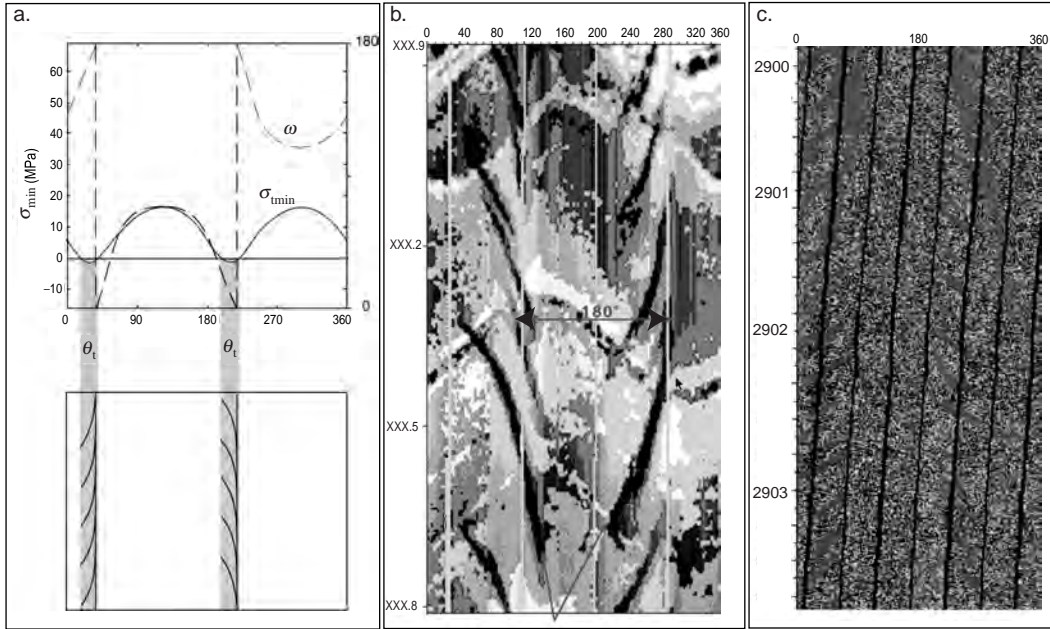 a.
180
60
50
40
30
20
10
0
−10
σmin (MPa)
ω
σtmin
0
0 90 180 270 360
θt θt
b.
0 40 80 120 160 200 240 280 320 360
XXX.9
XXX.2
180°
XXX.5
XXX.8
c.
0 180 360
2900
2901
2902
2903